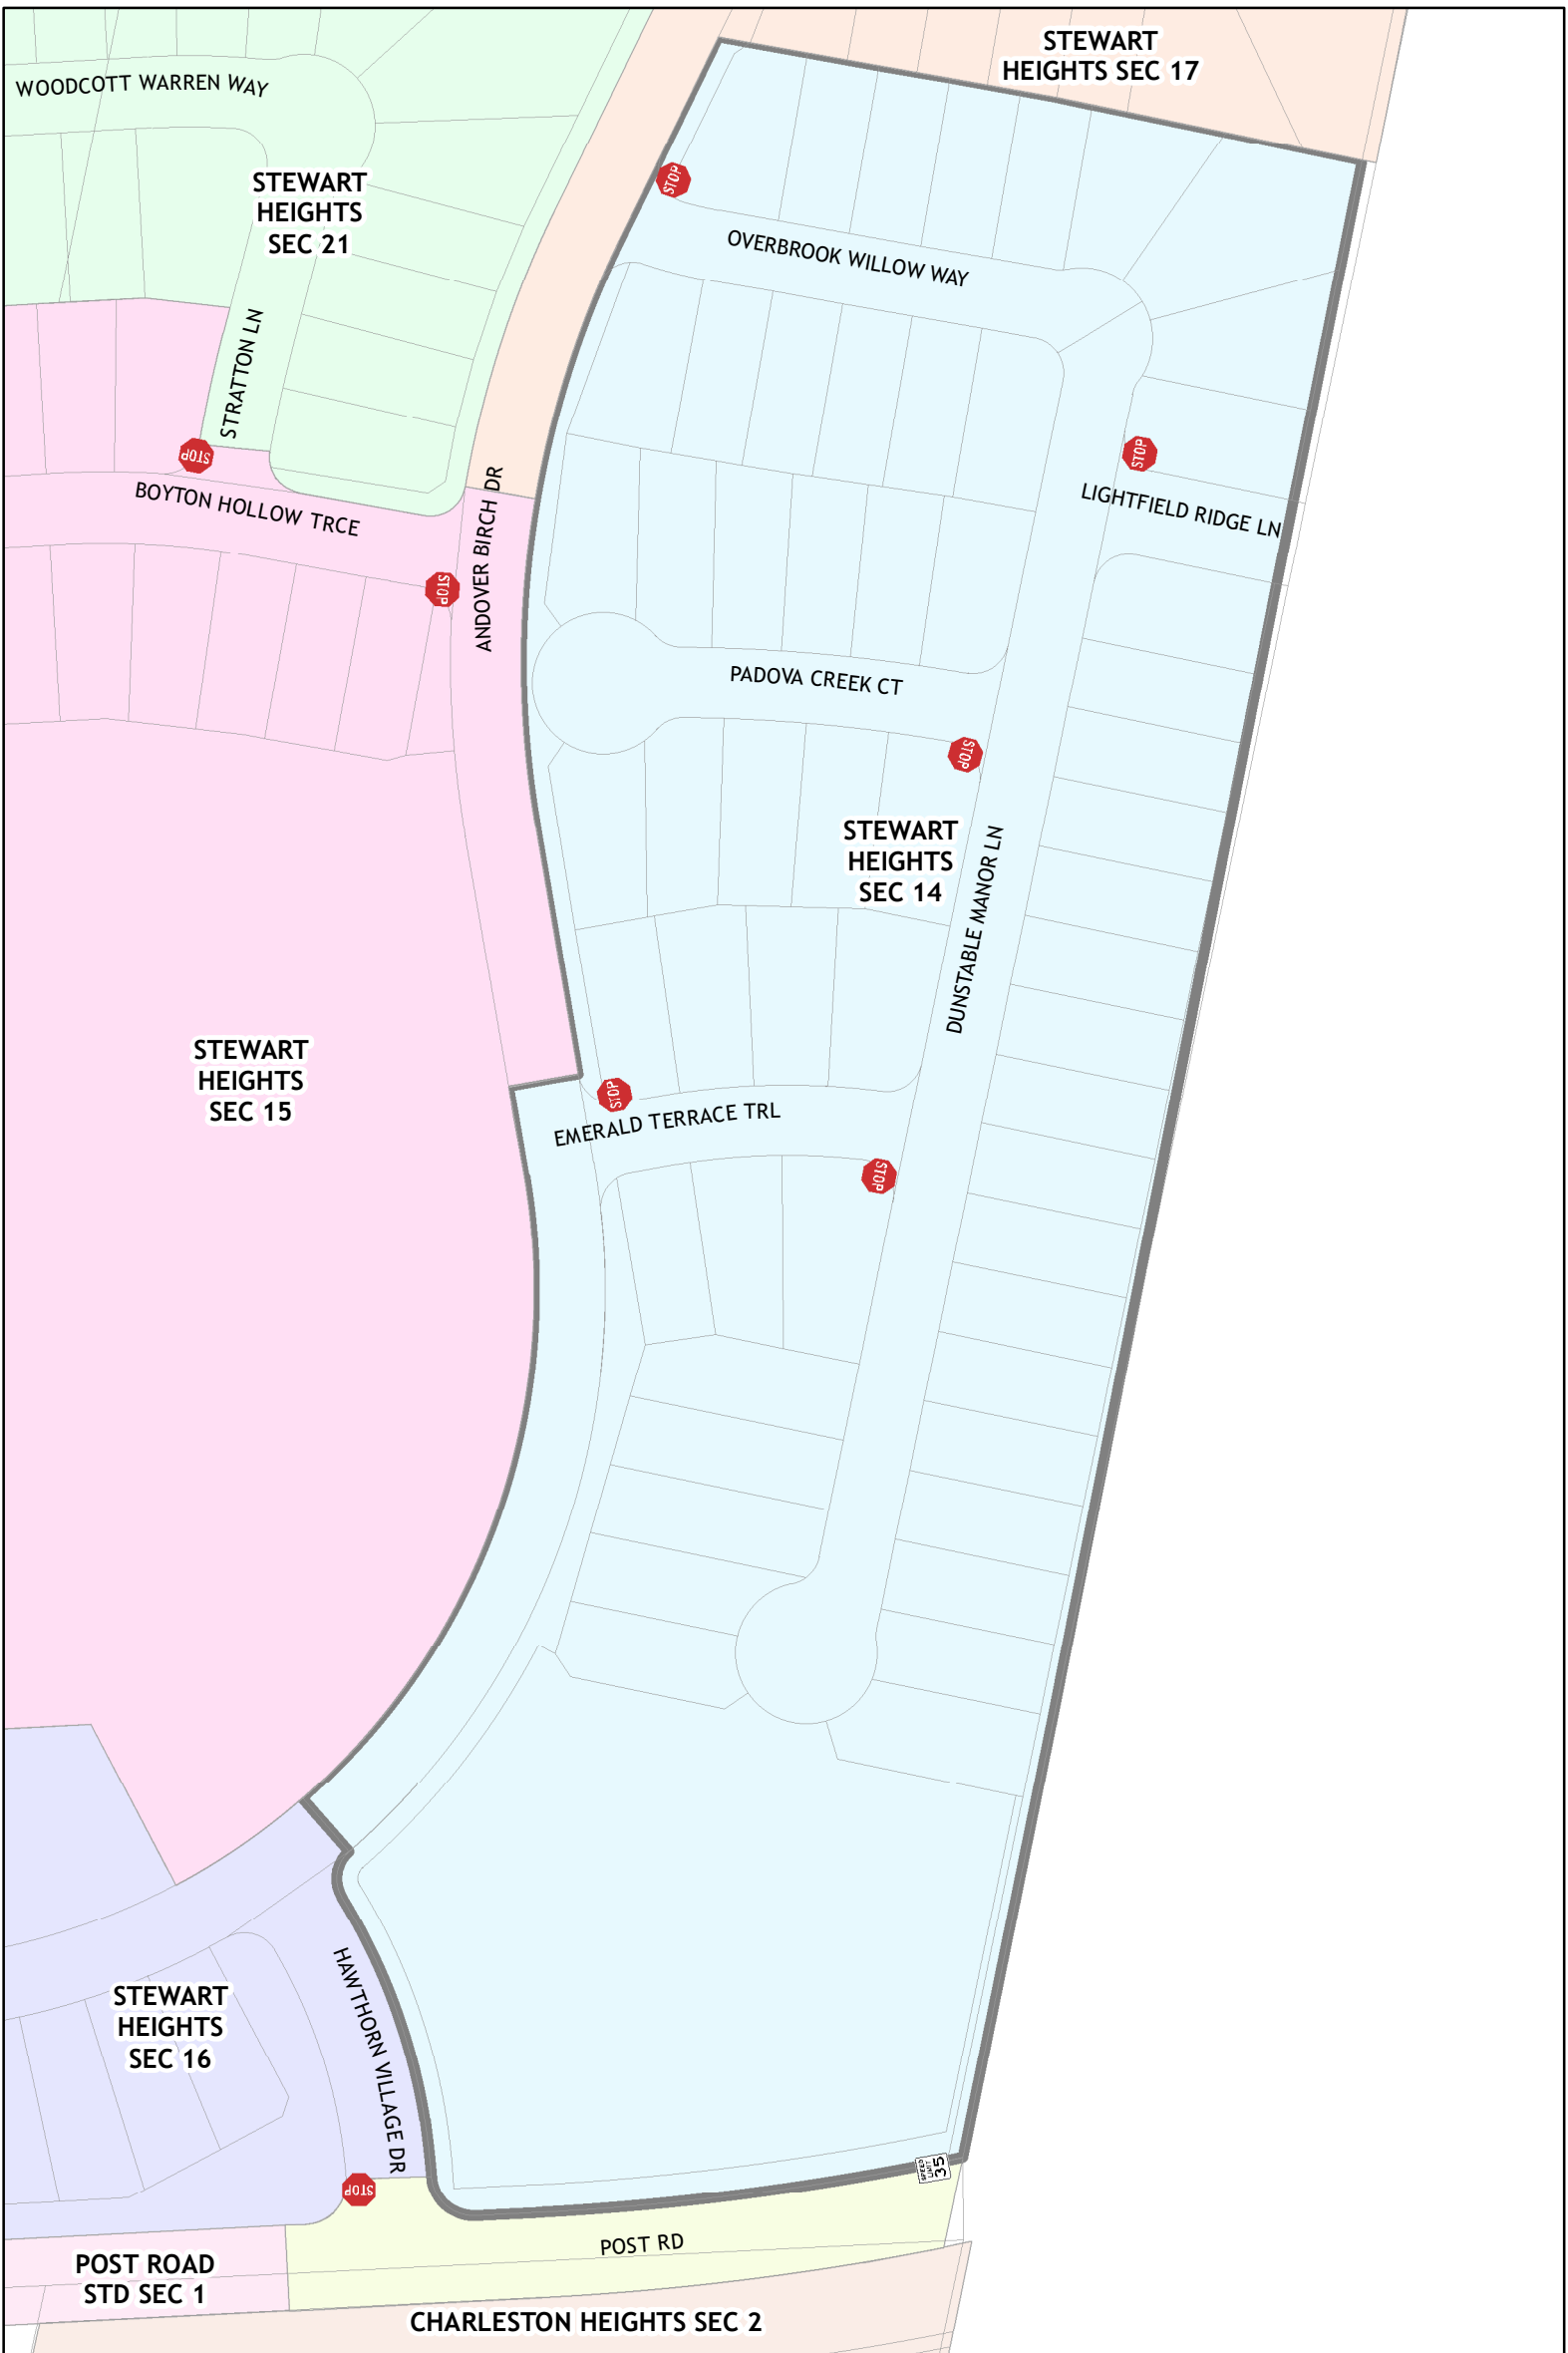 STEWART
HEIGHTS SEC 17
WOODCOTT WARREN WAY
STEWART
HEIGHTS
SEC 21
STOP
OVERBROOK WILLOW WAY
STRATTON LN
STOP
STOP
BOYTON HOLLOW TRCE
ANDOVER BIRCH DR
LIGHTFIELD RIDGE LN
STOP
PADOVA CREEK CT
STOP
STEWART
HEIGHTS
SEC 14
DUNSTABLE MANOR LN
STEWART
HEIGHTS
SEC 15
STOP
EMERALD TERRACE TRL
STOP
STEWART
HEIGHTS
SEC 16
HAWTHORN VILLAGE DR
STOP
SPEED
LIMIT
35
POST RD
POST ROAD
STD SEC 1
CHARLESTON HEIGHTS SEC 2